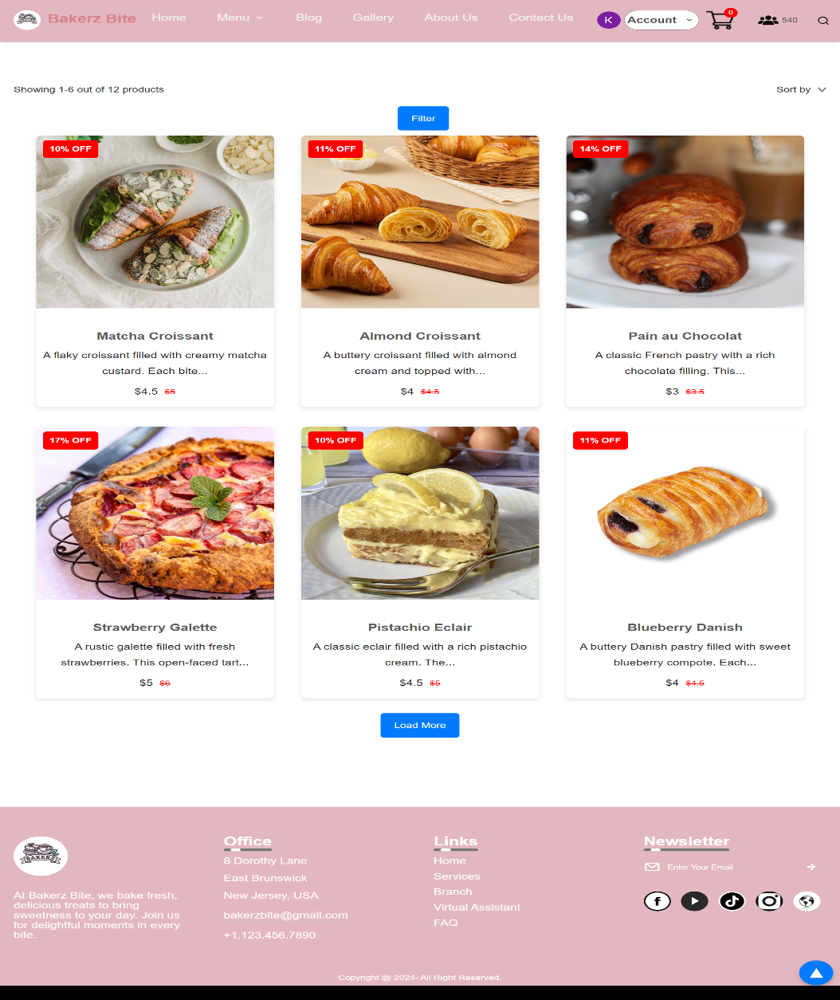 Bakerz Bite
Home
Menu
Blog
Gallery
About Us
Contact Us
K
Account
0
540
Showing 1-6 out of 12 products
Sort by
Filter
10% OFF
Matcha Croissant
A flaky croissant filled with creamy matcha
custard. Each bite...
$4.5 $5
11% OFF
Almond Croissant
A buttery croissant filled with almond
cream and topped with...
$4 $4.5
14% OFF
Pain au Chocolat
A classic French pastry with a rich
chocolate filling. This...
$3 $3.5
17% OFF
Strawberry Galette
A rustic galette filled with fresh
strawberries. This open-faced tart...
$5 $6
10% OFF
Pistachio Eclair
A classic eclair filled with a rich pistachio
cream. The...
$4.5 $5
11% OFF
Blueberry Danish
A buttery Danish pastry filled with sweet
blueberry compote. Each...
$4 $4.5
Load More
BAKERZ
At Bakerz Bite, we bake fresh,
delicious treats to bring
sweetness to your day. Join us
for delightful moments in every
bite.
Office
8 Dorothy Lane
East Brunswick
New Jersey, USA
bakerzbite@gmail.com
+1.123.456.7890
Links
Home
Services
Branch
Virtual Assistant
FAQ
Newsletter
Enter Your Email
Copyright @ 2024- All Right Reserved.